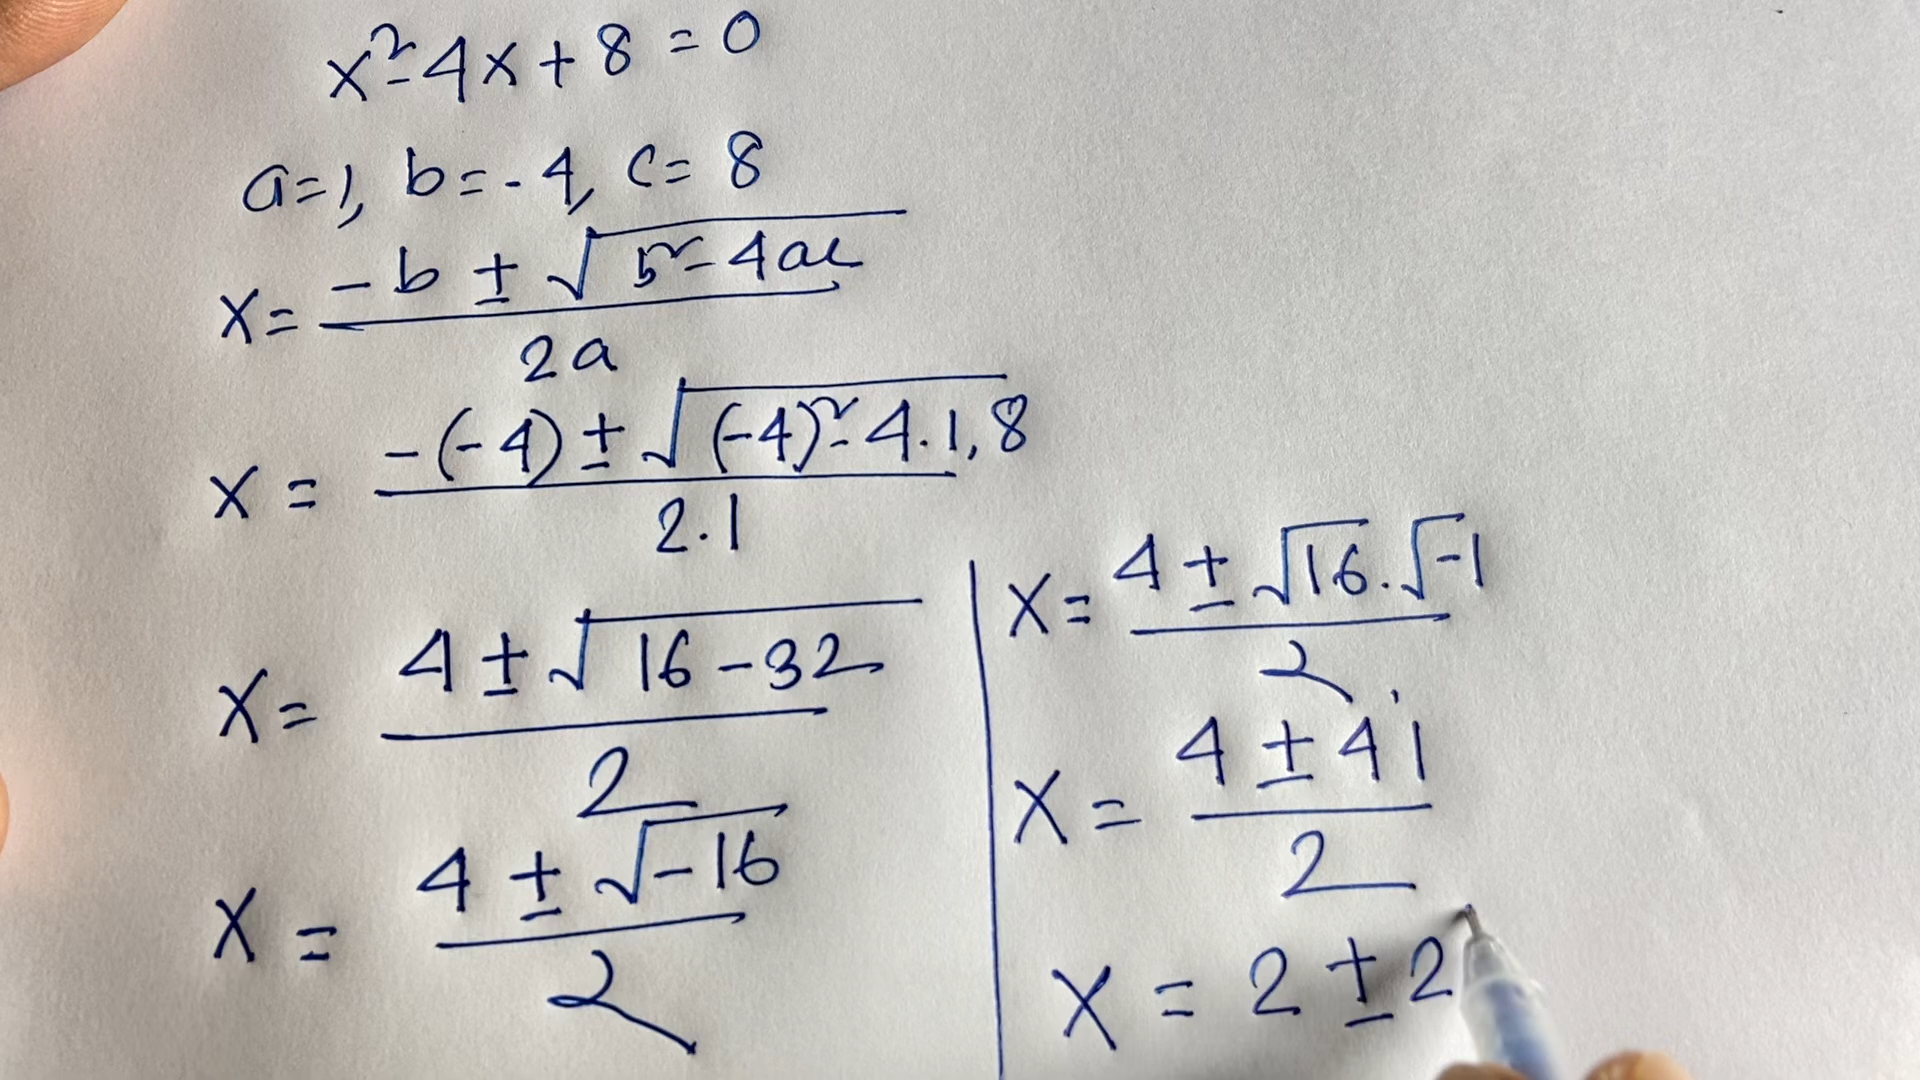 x² - 4x + 8 = 0
a=1, b=-4, c= 8
x = (-b ± √(b² - 4ac)) / 2a
x = (-(-4) ± √((-4)² - 4.1,8)) / 2.1
x = (4 ± √(16-32)) / 2
x = (4 ± √-16) / 2
x = (4 ± √16.√-1) / 2
x = (4 ± 4i) / 2
x = 2 ± 2